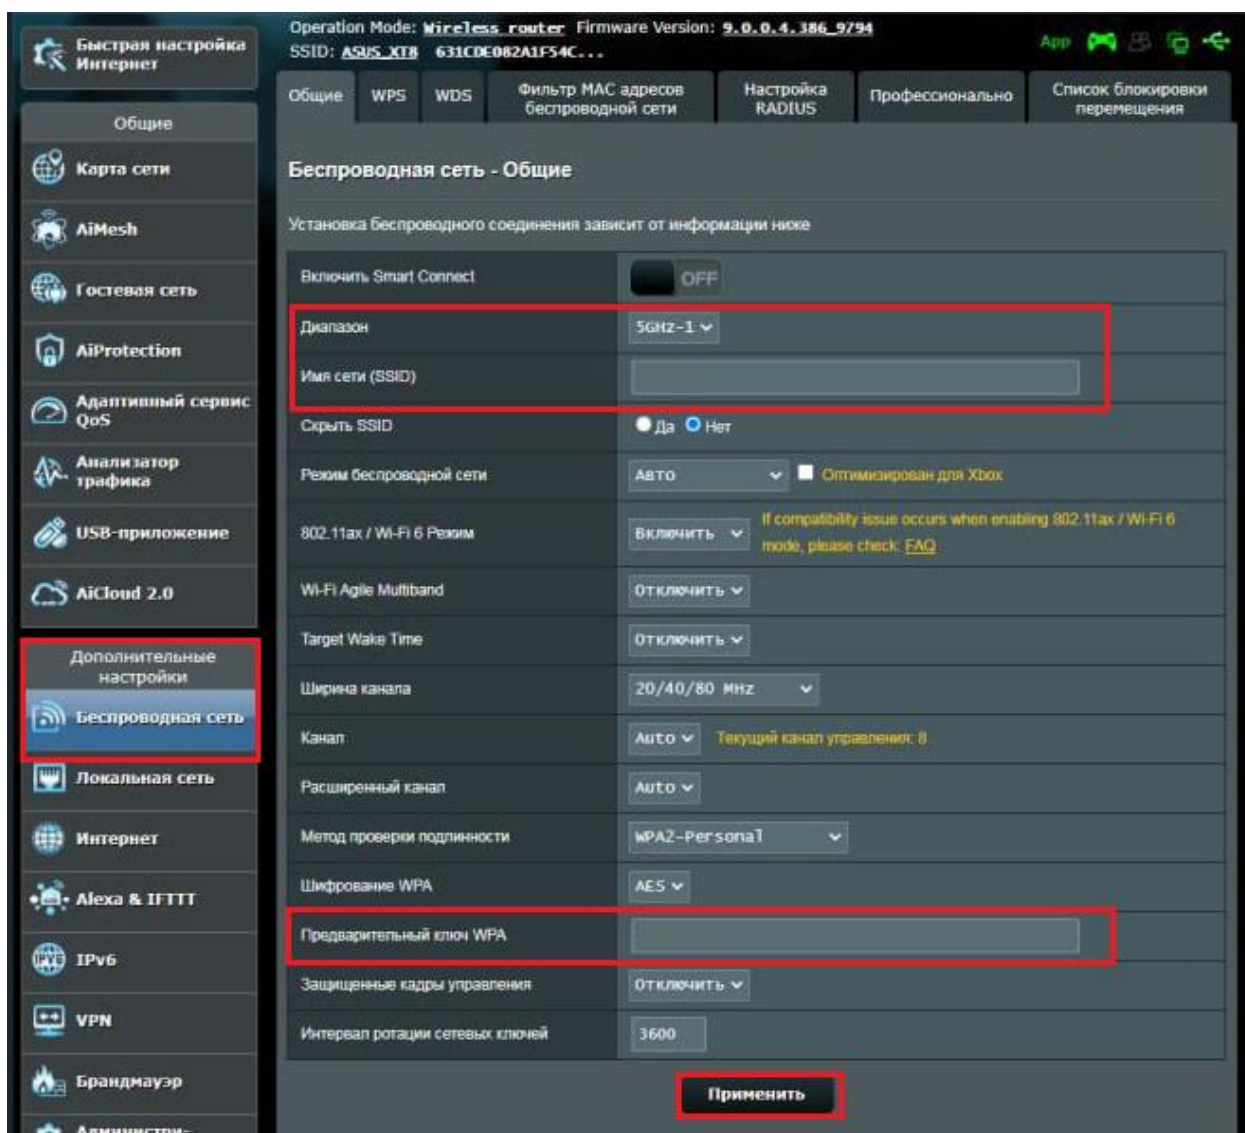 Operation Mode: Wireless router Firmware Version: 9.0.0.4.386_9794
SSID: ASUS_XT8 631CDE082A1F54C...
App
Быстрая настройка
Интернет
Общие
Карта сети
AiMesh
Гостевая сеть
AiProtection
Адаптивный сервис
QoS
Анализатор
трафика
USB-приложение
AiCloud 2.0
Дополнительные
настройки
Беспроводная сеть
Локальная сеть
Интернет
Alexa & IFTTT
IPv6
VPN
Брандмауэр
Администри-
Общие
WPS
WDS
Фильтр MAC адресов
беспроводной сети
Настройка
RADIUS
Профессионально
Список блокировки
перемещения
Беспроводная сеть - Общие
Установка беспроводного соединения зависит от информации ниже
Включить Smart Connect OFF
Диапазон 5GHz-1
Имя сети (SSID)
Скрыть SSID Да Нет
Режим беспроводной сети Авто Оптимизирован для Xbox
802.11ax / Wi-Fi 6 Режим Включить If compatibility issue occurs when enabling 802.11ax / Wi-Fi 6
mode, please check: FAQ
Wi-Fi Agile Multiband Отключить
Target Wake Time Отключить
Ширина канала 20/40/80 MHz
Канал Auto Текущий канал управления: 8
Расширенный канал Auto
Метод проверки подлинности WPA2-Personal
Шифрование WPA AES
Предварительный ключ WPA
Защищенные кадры управления Отключить
Интервал ротации сетевых ключей 3600
Применить